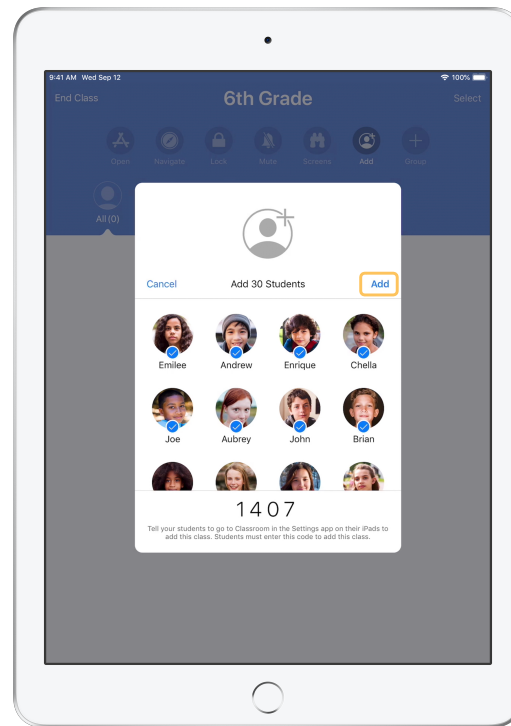 9:41 AM Wed Sep 12
100%
End Class
6th Grade
Select
Open
Navigate
Lock
Mute
Screens
Add
Group
All (0)
Cancel
Add 30 Students
Add
Emilee
Andrew
Enrique
Chella
Joe
Aubrey
John
Brian
1407
Tell your students to go to Classroom in the Settings app on their iPads to
add this class. Students must enter this code to add this class.